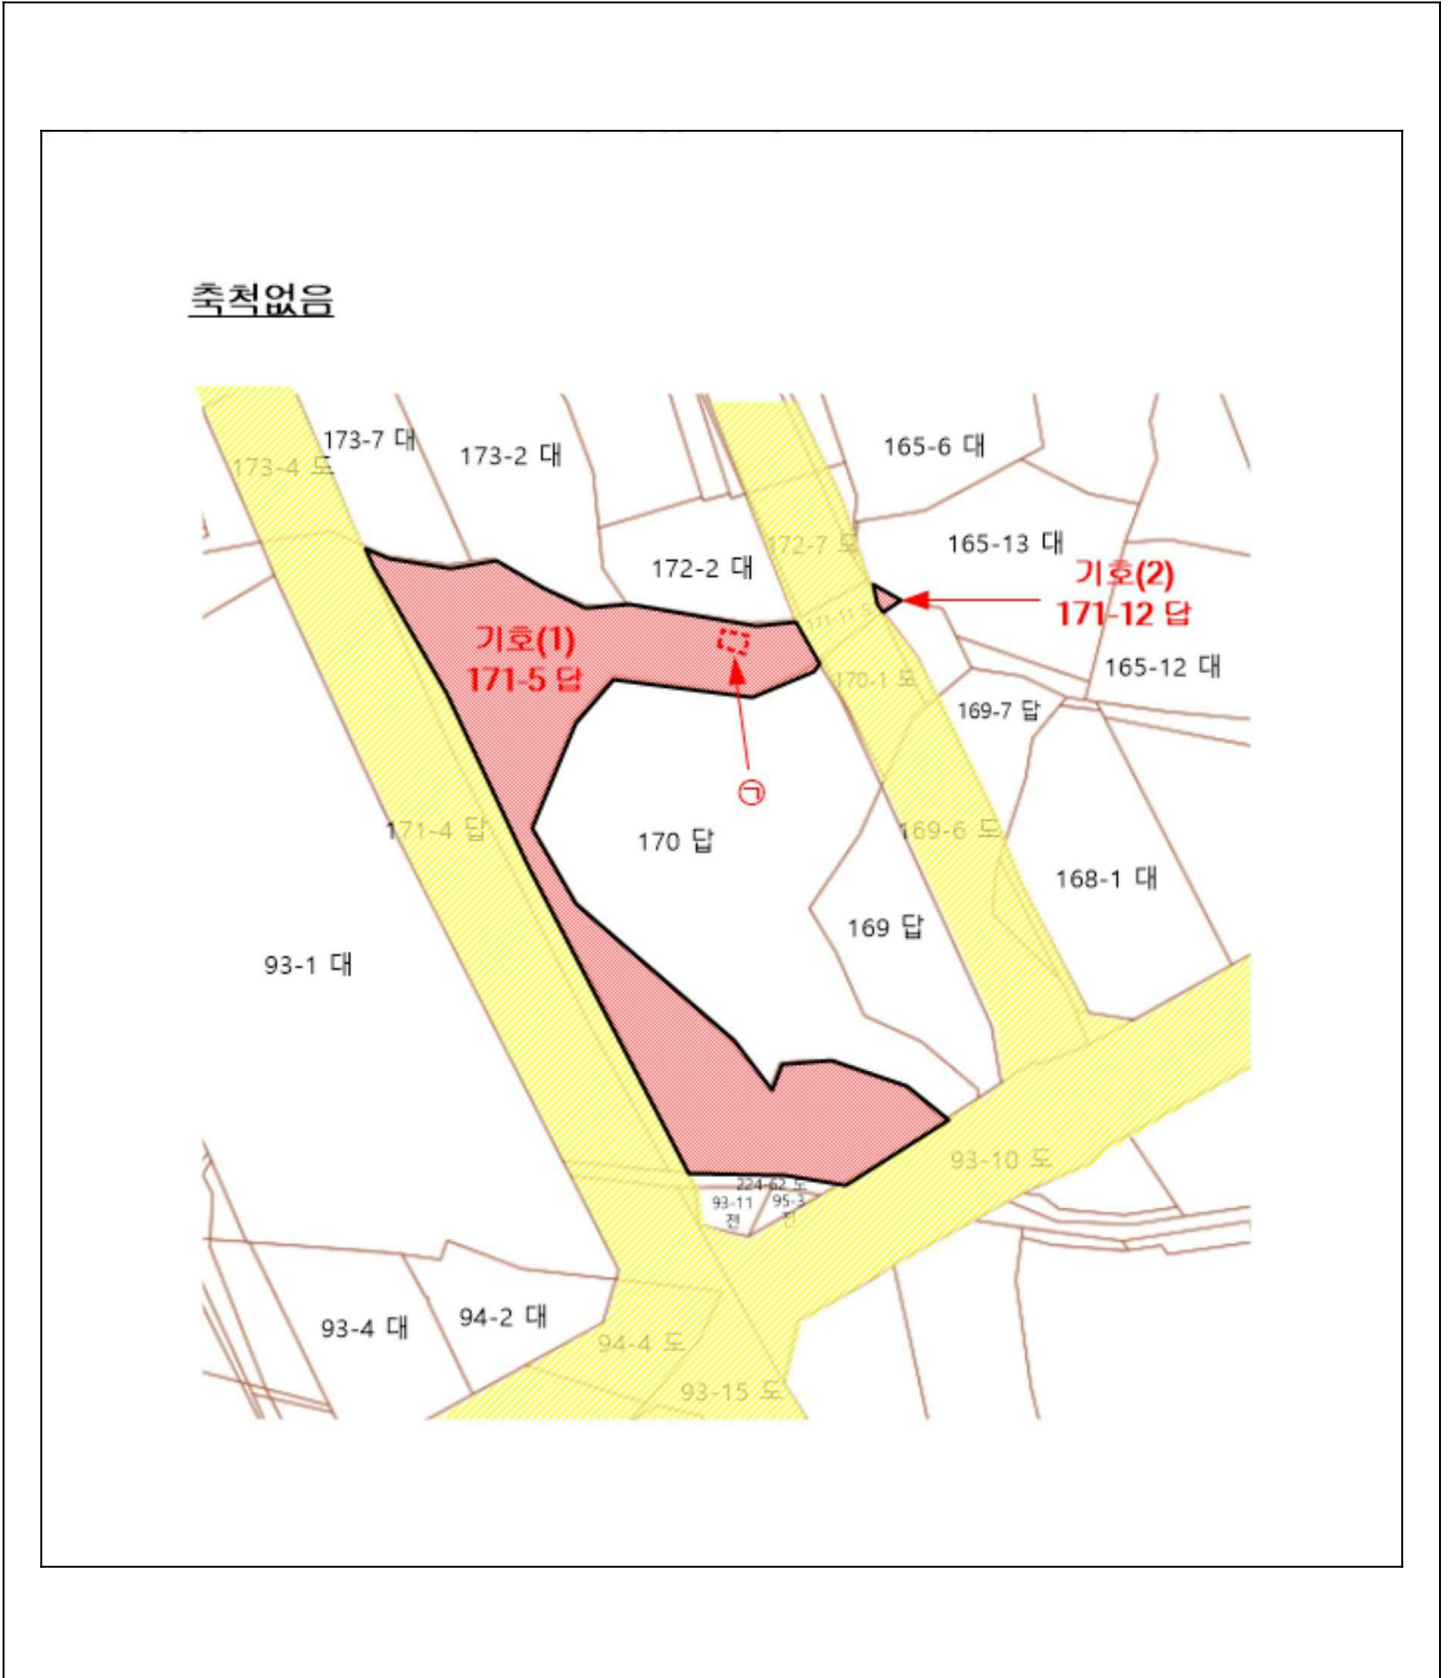 축척없음
173-7 대
173-2 대
165-6 대
173-4 도
172-7 도
165-13 대
172-2 대
기호(2)
171-12 답
기호(1)
171-5 답
165-12 대
170-1 도
169-7 답
㉠
171-4 답
170 답
169-6 도
168-1 대
169 답
93-1 대
93-10 도
224-62 도
93-11
전
95-3
전
93-4 대
94-2 대
94-4 도
93-15 도